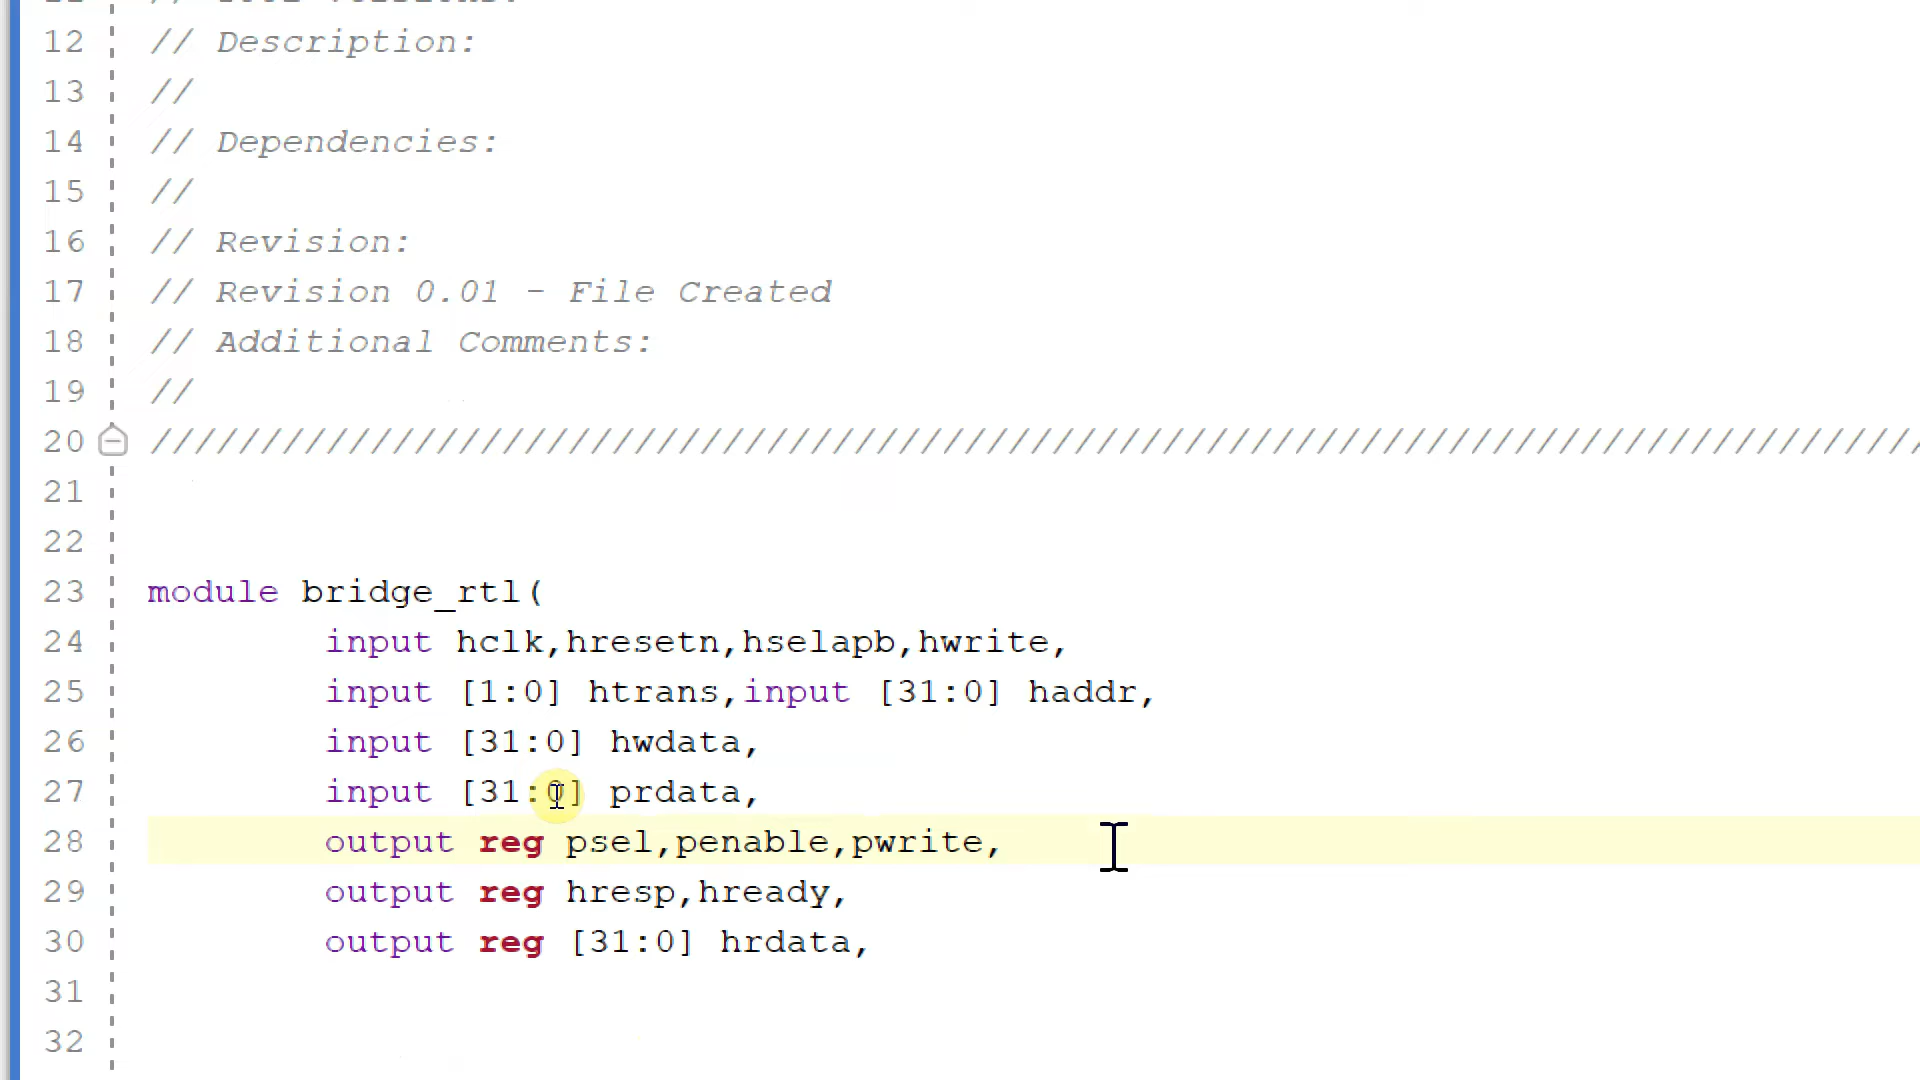 12 // Description:
13 //
14 // Dependencies:
15 //
16 // Revision:
17 // Revision 0.01 - File Created
18 // Additional Comments:
19 //
20 ////////////////////////////////////////////////////////////////////////////////
21
22
23 module bridge_rtl(
24 input hclk,hresetn,hselapb,hwrite,
25 input [1:0] htrans,input [31:0] haddr,
26 input [31:0] hwdata,
27 input [31:0] prdata,
28 output reg psel,penable,pwrite,
29 output reg hresp,hready,
30 output reg [31:0] hrdata,
31
32